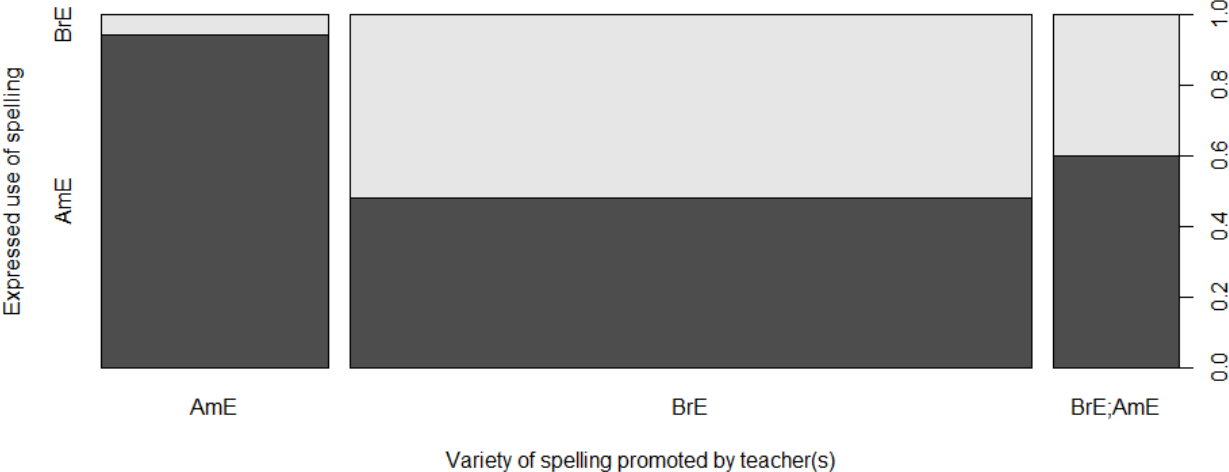 Expressed use of spelling
BrE
AmE
1.0
0.8
0.6
0.4
0.2
0.0
AmE
BrE
BrE;AmE
Variety of spelling promoted by teacher(s)